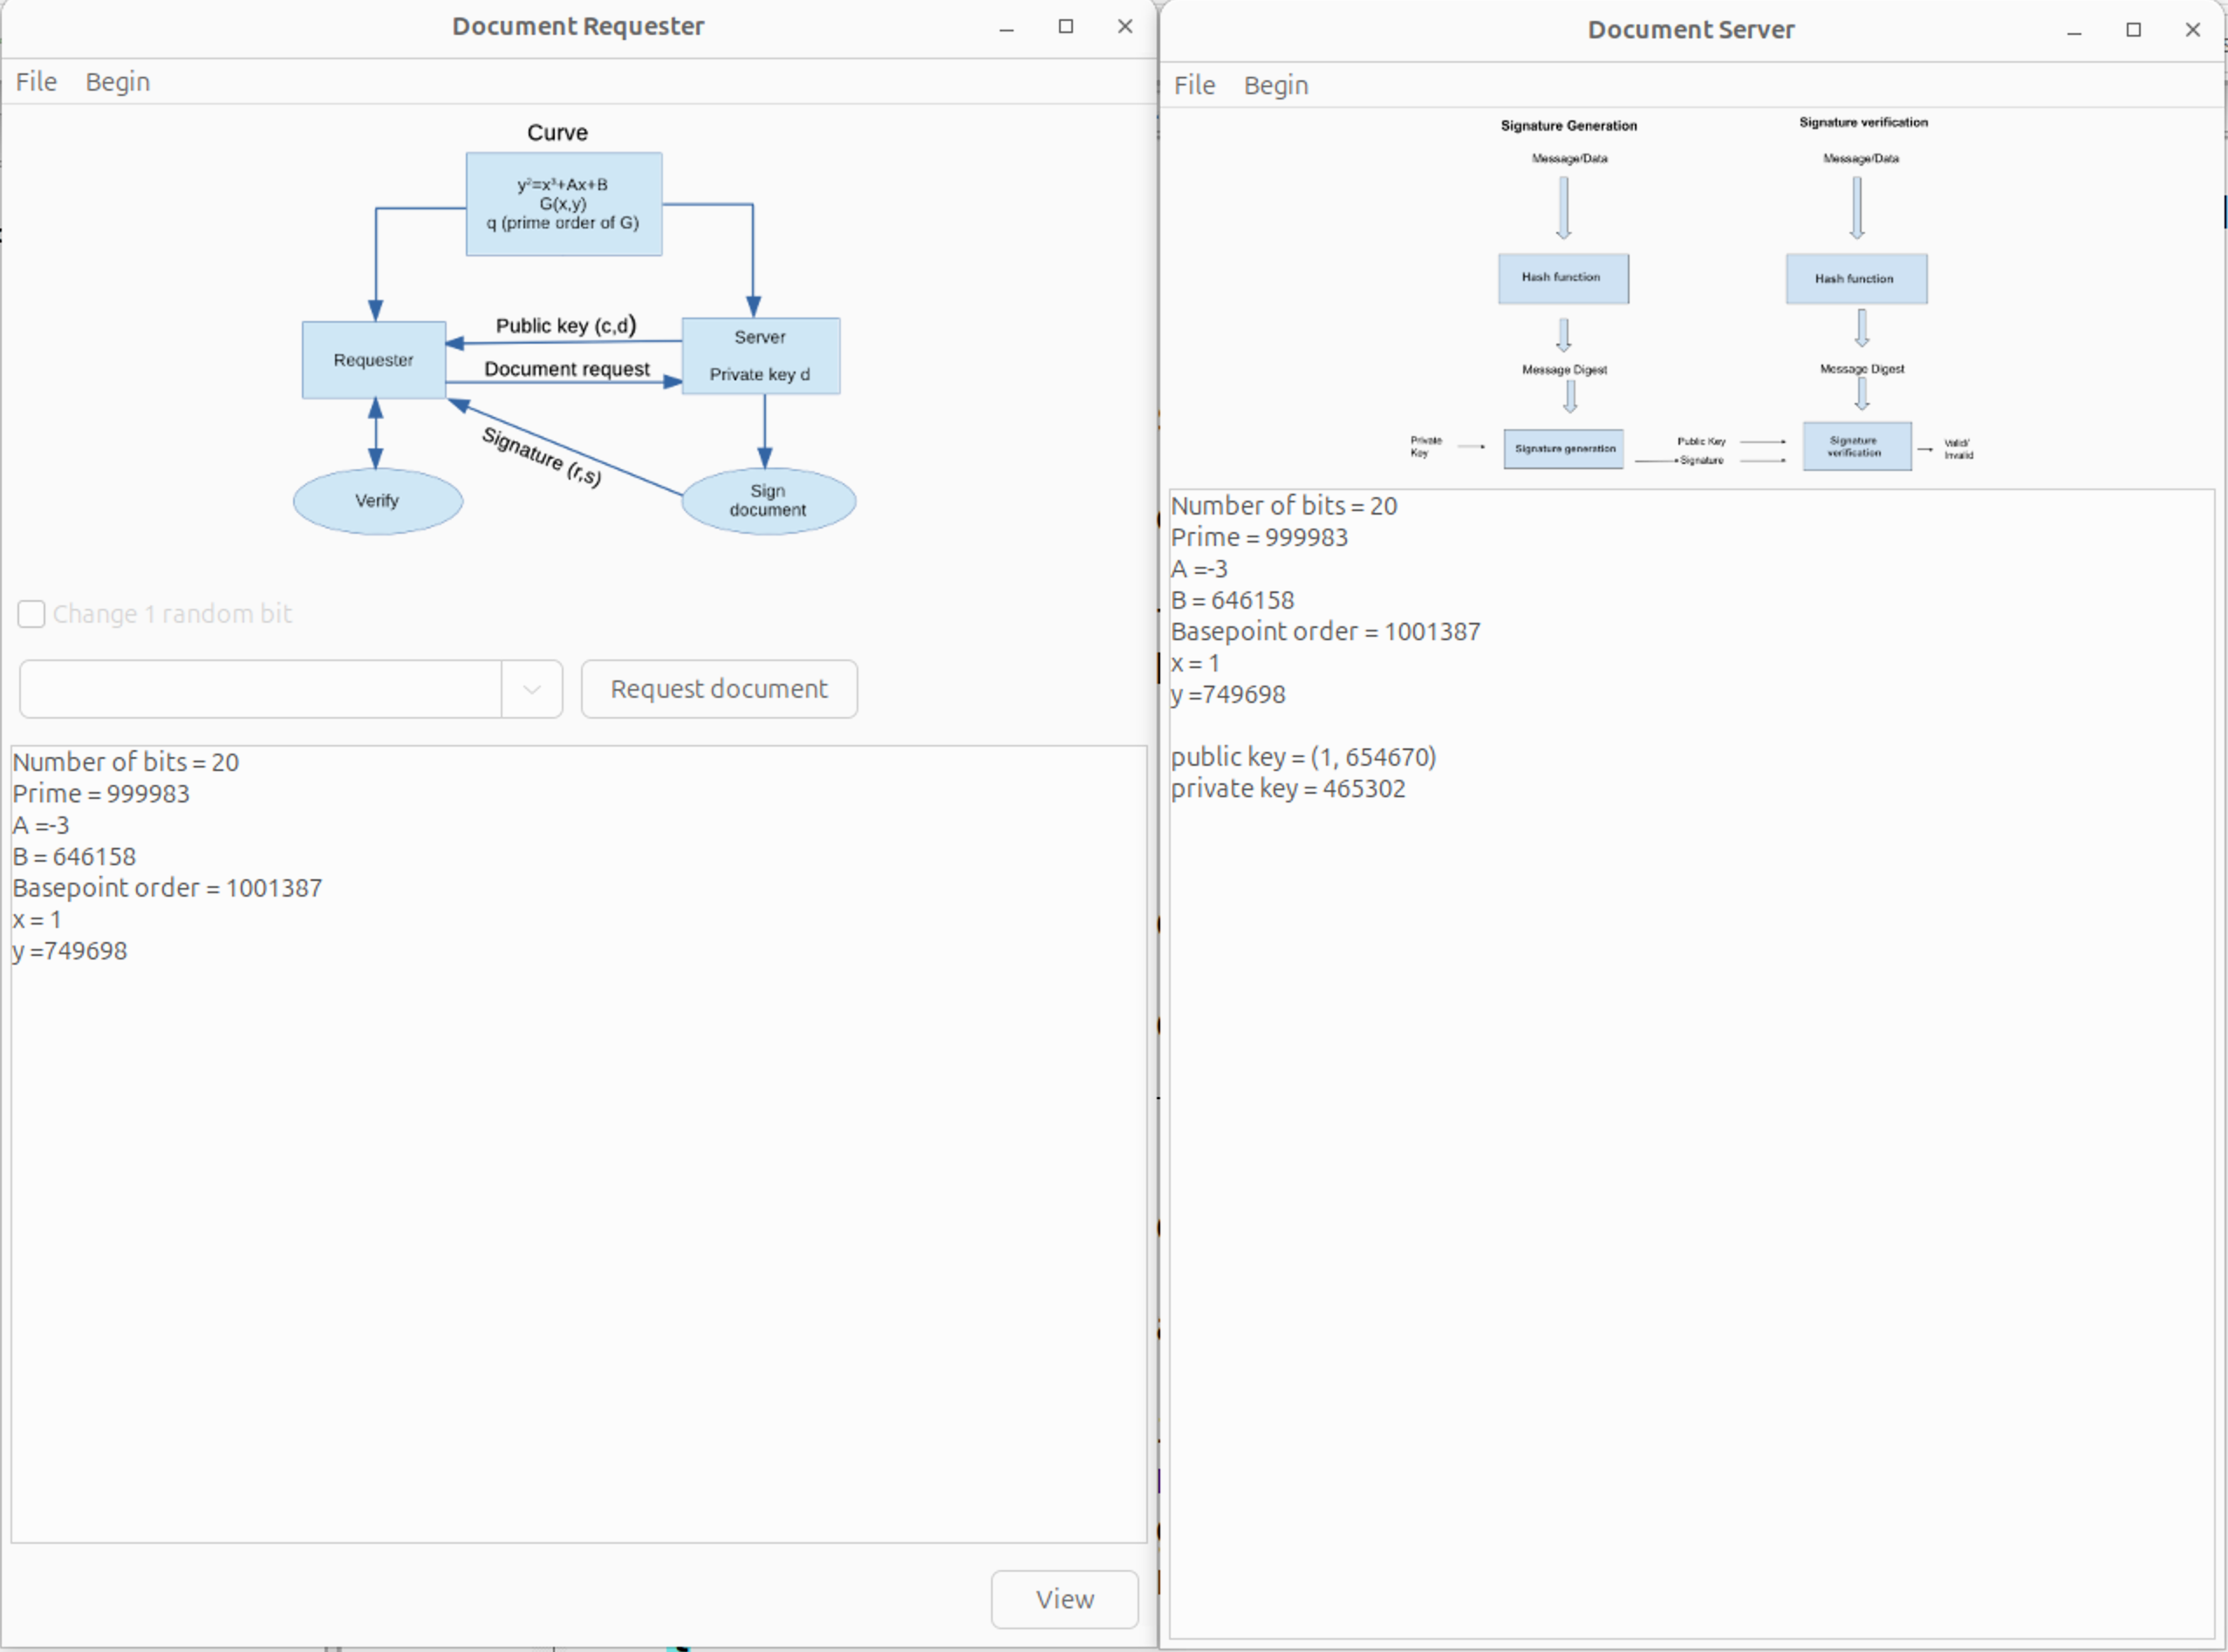 Document Requester
File Begin
Curve
y²=x³+Ax+B
G(x,y)
q (prime order of G)
Public key (c,d)
Requester
Document request
Server
Private key d
Signature (r,s)
Verify
Sign
document
Change 1 random bit
Request document
Number of bits = 20
Prime = 999983
A =-3
B = 646158
Basepoint order = 1001387
x = 1
y =749698
View
Document Server
File Begin
Signature Generation
Signature verification
Message/Data
Message/Data
Hash function
Hash function
Message Digest
Message Digest
Private
Key
Signature generation
Public Key
Signature
Signature
verification
Valid/
Invalid
Number of bits = 20
Prime = 999983
A =-3
B = 646158
Basepoint order = 1001387
x = 1
y =749698
public key = (1, 654670)
private key = 465302